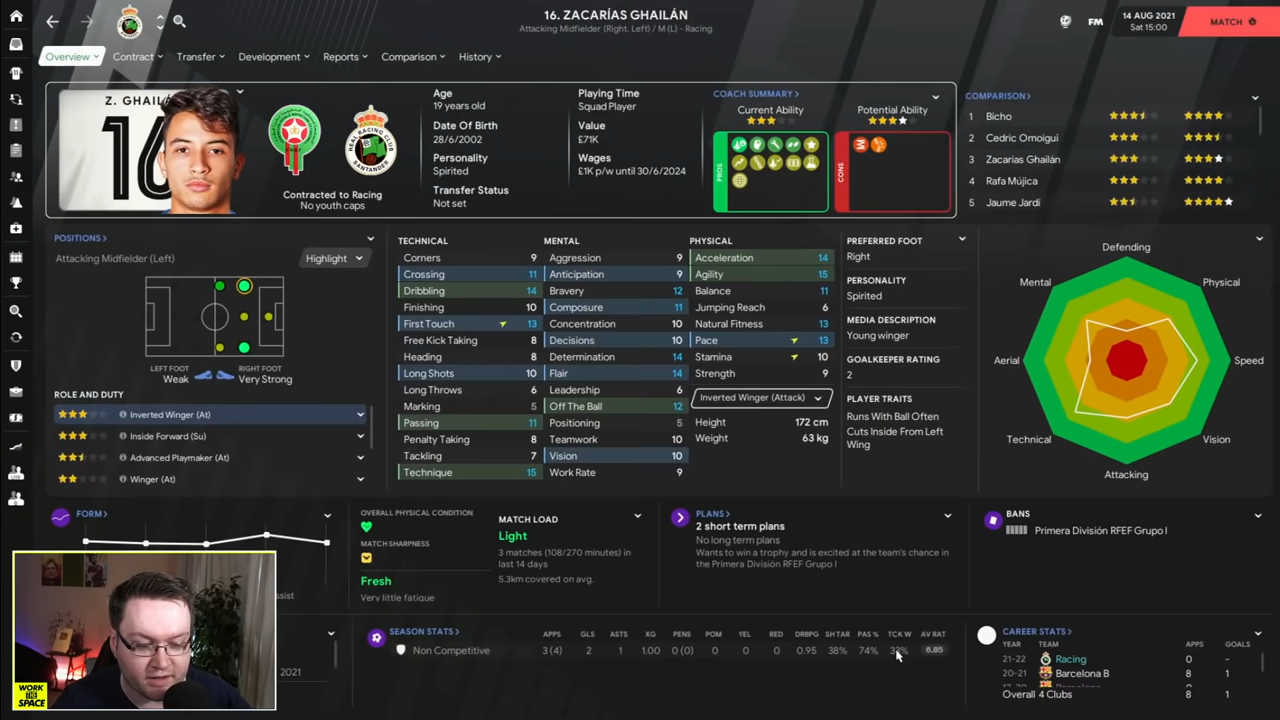 16. ZACARÍAS GHAILÁN
Attacking Midfielder (Right, Left) / M (L) - Racing
FM
14 AUG 2021
Sat 15:00
MATCH
Overview
Contract
Transfer
Development
Reports
Comparison
History
Z. GHAILÁN
16
REAL RACING CLUB
SANTANDER
Contracted to Racing
No youth caps
Age
19 years old
Date Of Birth
28/6/2002
Personality
Spirited
Transfer Status
Not set
Playing Time
Squad Player
Value
£71K
Wages
£1K p/w until 30/6/2024
COACH SUMMARY>
Current Ability
Potential Ability
PROS
CONS
COMPARISON>
1 Bicho
2 Cedric Omoigui
3 Zacarías Ghailán
4 Rafa Mújica
5 Jaume Jardí
POSITIONS>
Attacking Midfielder (Left)
Highlight
LEFT FOOT
Weak
RIGHT FOOT
Very Strong
ROLE AND DUTY
Inverted Winger (At)
Inside Forward (Su)
Advanced Playmaker (At)
Winger (At)
TECHNICAL
Corners 9
Crossing 11
Dribbling 14
Finishing 10
First Touch 13
Free Kick Taking 8
Heading 8
Long Shots 10
Long Throws 6
Marking 5
Passing 11
Penalty Taking 8
Tackling 7
Technique 15
MENTAL
Aggression 9
Anticipation 9
Bravery 12
Composure 11
Concentration 10
Decisions 10
Determination 14
Flair 14
Leadership 6
Off The Ball 12
Positioning 5
Teamwork 10
Vision 10
Work Rate 9
PHYSICAL
Acceleration 14
Agility 15
Balance 11
Jumping Reach 6
Natural Fitness 13
Pace 13
Stamina 10
Strength 9
Inverted Winger (Attack)
Height 172 cm
Weight 63 kg
PREFERRED FOOT
Right
PERSONALITY
Spirited
MEDIA DESCRIPTION
Young winger
GOALKEEPER RATING
2
PLAYER TRAITS
Runs With Ball Often
Cuts Inside From Left
Wing
Defending
Physical
Speed
Vision
Attacking
Technical
Aerial
Mental
FORM>
OVERALL PHYSICAL CONDITION
MATCH SHARPNESS
Fresh
Very little fatigue
MATCH LOAD
Light
3 matches (108/270 minutes) in
last 14 days
5.3km covered on avg.
PLANS>
2 short term plans
No long term plans
Wants to win a trophy and is excited at the team's chance in
the Primera División RFEF Grupo I
BANS
Primera División RFEF Grupo I
2021
SEASON STATS>
APPS GLS ASTS XG PENS POM YEL RED DRBPG SH TAR PAS % TCK W AV RAT
Non Competitive 3 (4) 2 1 1.00 0 (0) 0 0 0 0.95 38% 74% 33% 6.85
CAREER STATS>
YEAR TEAM APPS GOALS
21-22 Racing 0 -
20-21 Barcelona B 8 1
Overall 4 Clubs 8 1
WORK
THE
SPACE